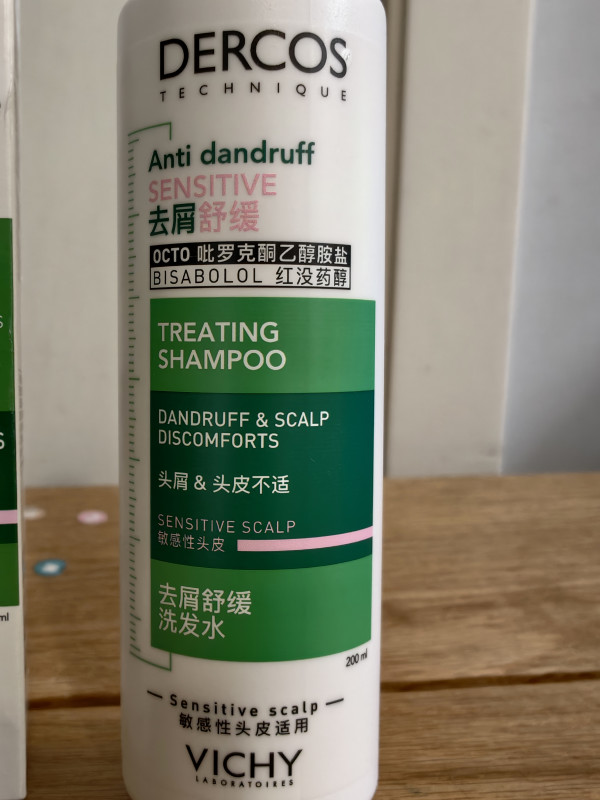 DERCOS
TECHNIQUE
Anti dandruff
SENSITIVE
去屑舒缓
OCTO 吡罗克酮乙醇胺盐
BISABOLOL 红没药醇
TREATING
SHAMPOO
DANDRUFF & SCALP
DISCOMFORTS
头屑 & 头皮不适
SENSITIVE SCALP
敏感性头皮
去屑舒缓
洗发水
200 ml
Sensitive scalp
敏感性头皮适用
VICHY
LABORATOIRES
S
S
ml